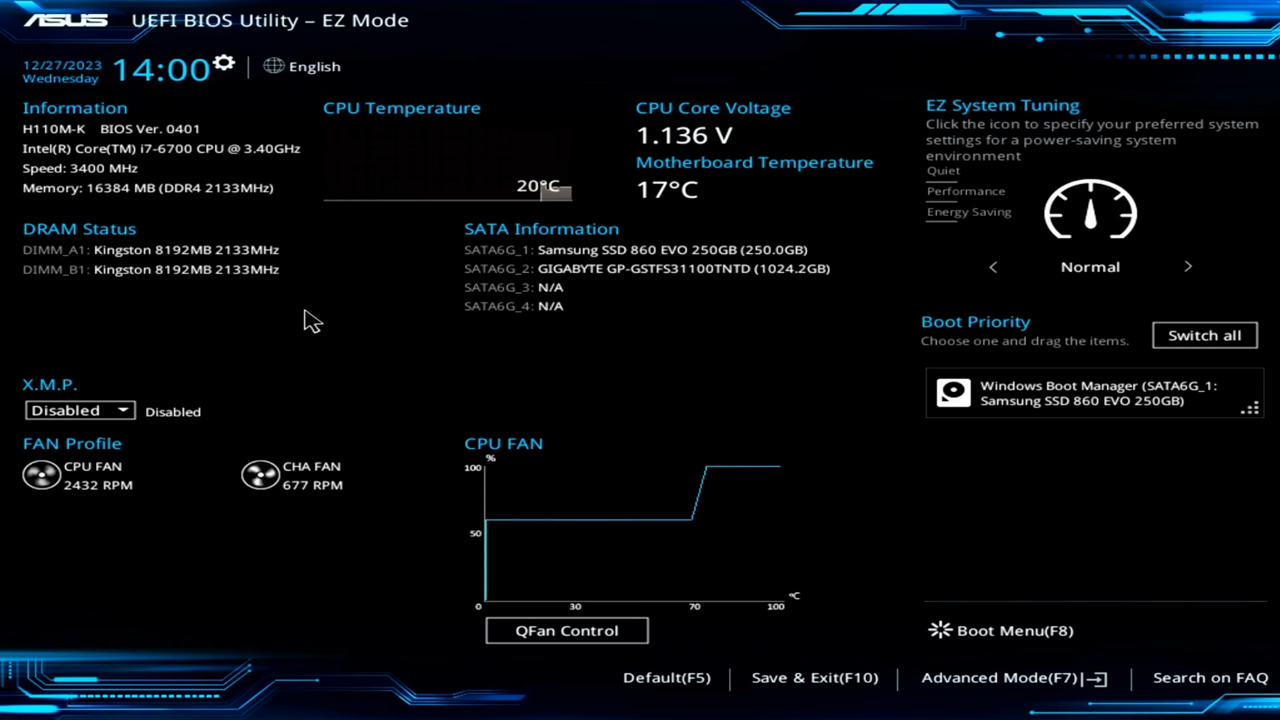 ASUS UEFI BIOS Utility – EZ Mode
12/27/2023
Wednesday
14:00
English
Information
H110M-K BIOS Ver. 0401
Intel(R) Core(TM) i7-6700 CPU @ 3.40GHz
Speed: 3400 MHz
Memory: 16384 MB (DDR4 2133MHz)
CPU Temperature
20°C
CPU Core Voltage
1.136 V
Motherboard Temperature
17°C
EZ System Tuning
Click the icon to specify your preferred system
settings for a power-saving system
environment
Quiet
Performance
Energy Saving
Normal
DRAM Status
DIMM_A1: Kingston 8192MB 2133MHz
DIMM_B1: Kingston 8192MB 2133MHz
SATA Information
SATA6G_1: Samsung SSD 860 EVO 250GB (250.0GB)
SATA6G_2: GIGABYTE GP-GSTFS31100TNTD (1024.2GB)
SATA6G_3: N/A
SATA6G_4: N/A
Boot Priority
Choose one and drag the items.
Switch all
Windows Boot Manager (SATA6G_1:
Samsung SSD 860 EVO 250GB)
X.M.P.
Disabled Disabled
FAN Profile
CPU FAN
2432 RPM
CHA FAN
677 RPM
CPU FAN
%
100
50
0 30 70 100
°C
QFan Control
Boot Menu(F8)
Default(F5) Save & Exit(F10) Advanced Mode(F7) Search on FAQ